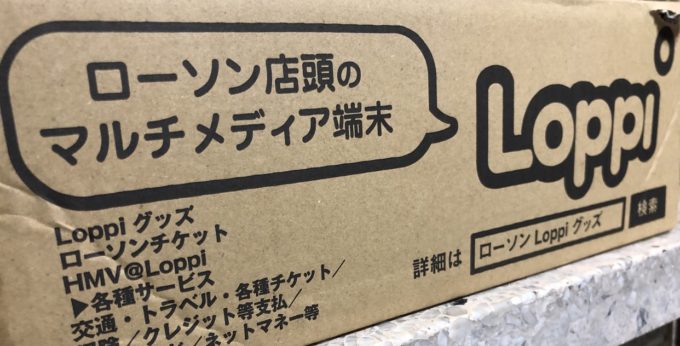 ローソン店頭の
マルチメディア端末
Loppi
Loppi グッズ
ローソンチケット
HMV@Loppi
▶各種サービス
交通・トラベル・各種チケット／
／クレジット等支払／
／ネットマネー等
詳細は ローソン Loppi グッズ 検索